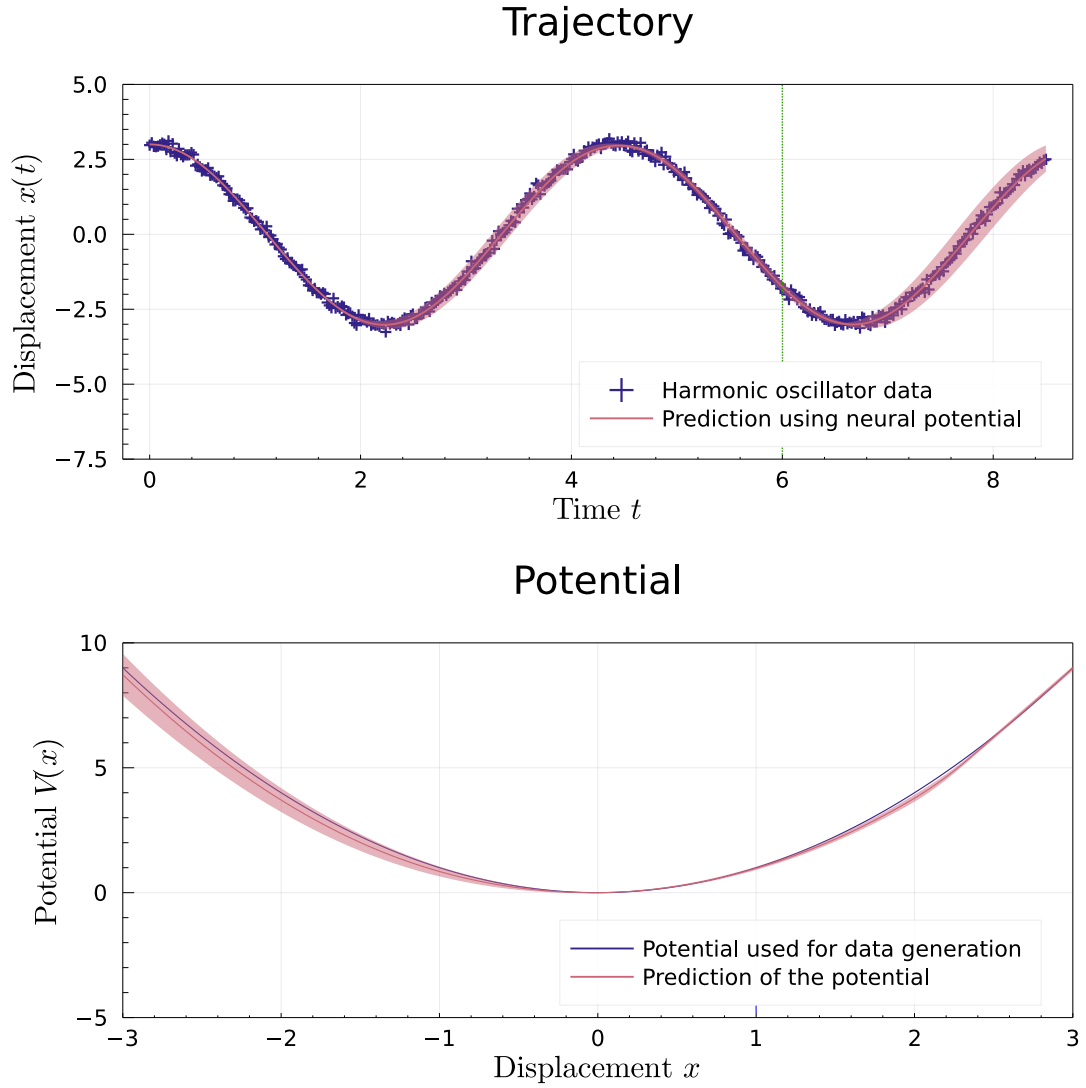 Trajectory
5.0
2.5
0.0
−2.5
−5.0
−7.5
Displacement x(t)
Harmonic oscillator data
Prediction using neural potential
0 2 4 6 8
Time t
Potential
10
5
0
−5
Potential V(x)
Potential used for data generation
Prediction of the potential
−3 −2 −1 0 1 2 3
Displacement x